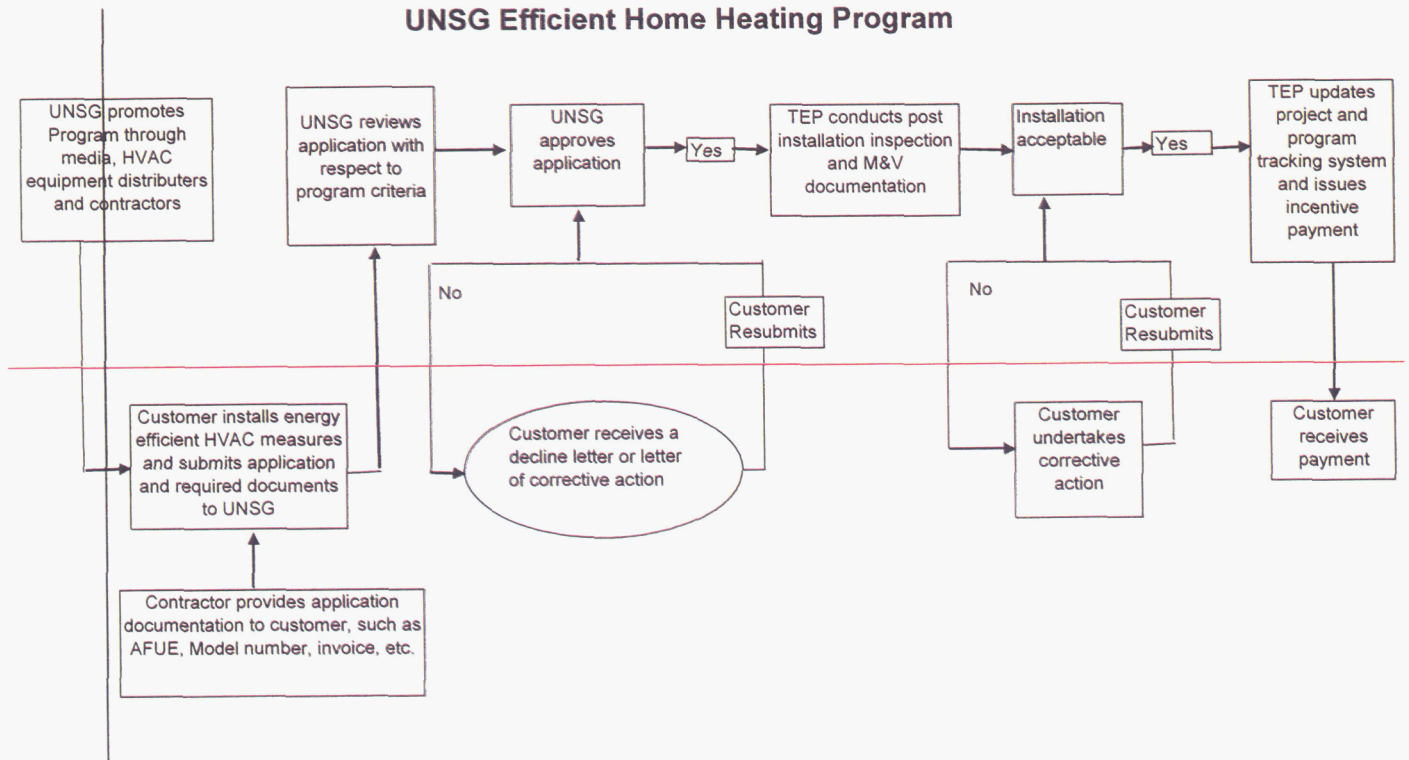 UNSG Efficient Home Heating Program
UNSG promotes
Program through
media, HVAC
equipment distributers
and contractors
UNSG reviews
application with
respect to
program criteria
UNSG
approves
application
Yes
TEP conducts post
installation inspection
and M&V
documentation
Installation
acceptable
Yes
TEP updates
project and
program
tracking system
and issues
incentive
payment
No
Customer
Resubmits
No
Customer
Resubmits
Customer installs energy
efficient HVAC measures
and submits application
and required documents
to UNSG
Customer receives a
decline letter or letter
of corrective action
Customer
undertakes
corrective
action
Customer
receives
payment
Contractor provides application
documentation to customer, such as
AFUE, Model number, invoice, etc.